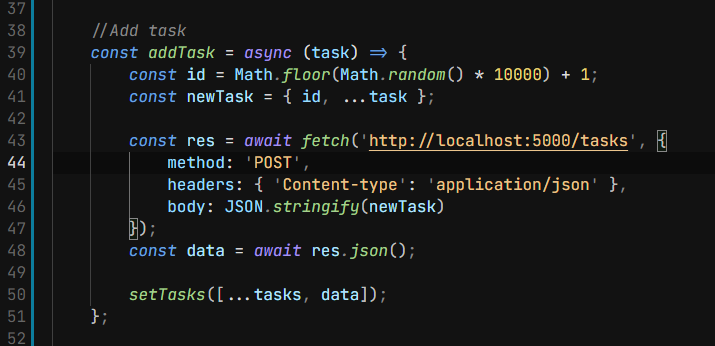 37
38 //Add task
39 const addTask = async (task) => {
40 const id = Math.floor(Math.random() * 10000) + 1;
41 const newTask = { id, ...task };
42
43 const res = await fetch('http://localhost:5000/tasks', {
44 method: 'POST',
45 headers: { 'Content-type': 'application/json' },
46 body: JSON.stringify(newTask)
47 });
48 const data = await res.json();
49
50 setTasks([...tasks, data]);
51 };
52